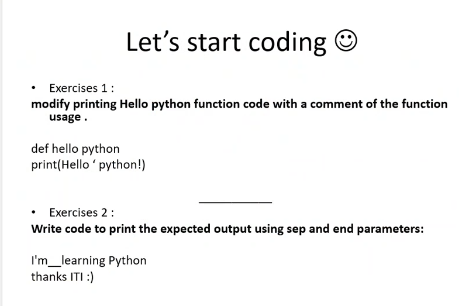 Let's start coding ☺
• Exercises 1 :
modify printing Hello python function code with a comment of the function
usage .
def hello python
print(Hello ‘ python!)
• Exercises 2 :
Write code to print the expected output using sep and end parameters:
I'm__learning Python
thanks ITI :)